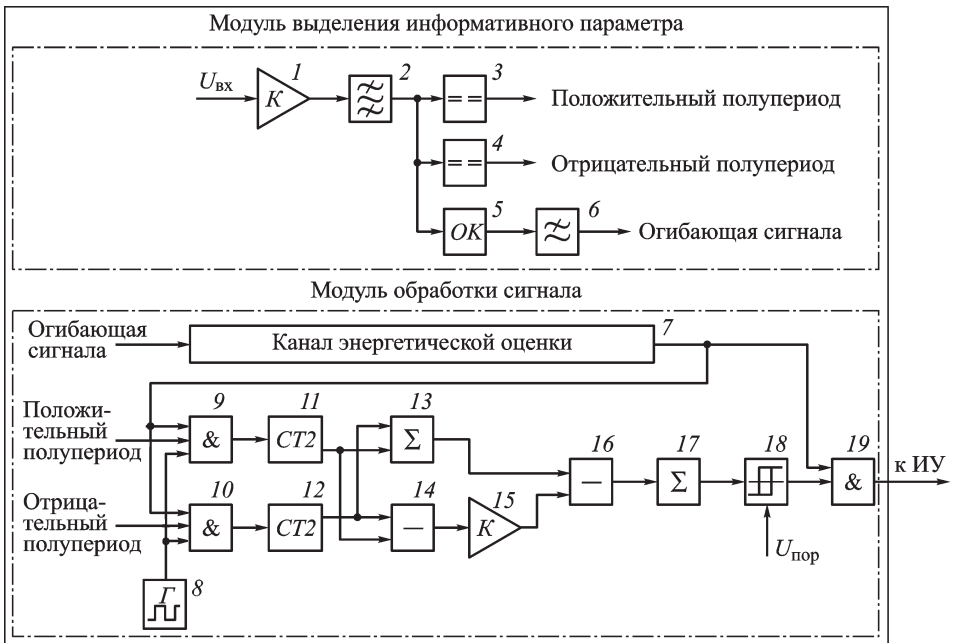 Модуль выделения информативного параметра
1
2
3
Uвх
K
= =
Положительный полупериод
4
= =
Отрицательный полупериод
5
6
OK
Огибающая сигнала
Модуль обработки сигнала
Огибающая
сигнала
Канал энергетической оценки
7
Положи-
тельный
полупериод
9
&
11
CT2
13
Σ
16
—
17
Σ
18
19
&
к ИУ
Отрица-
тельный
полупериод
10
&
12
CT2
14
—
15
K
Uпор
Г
8